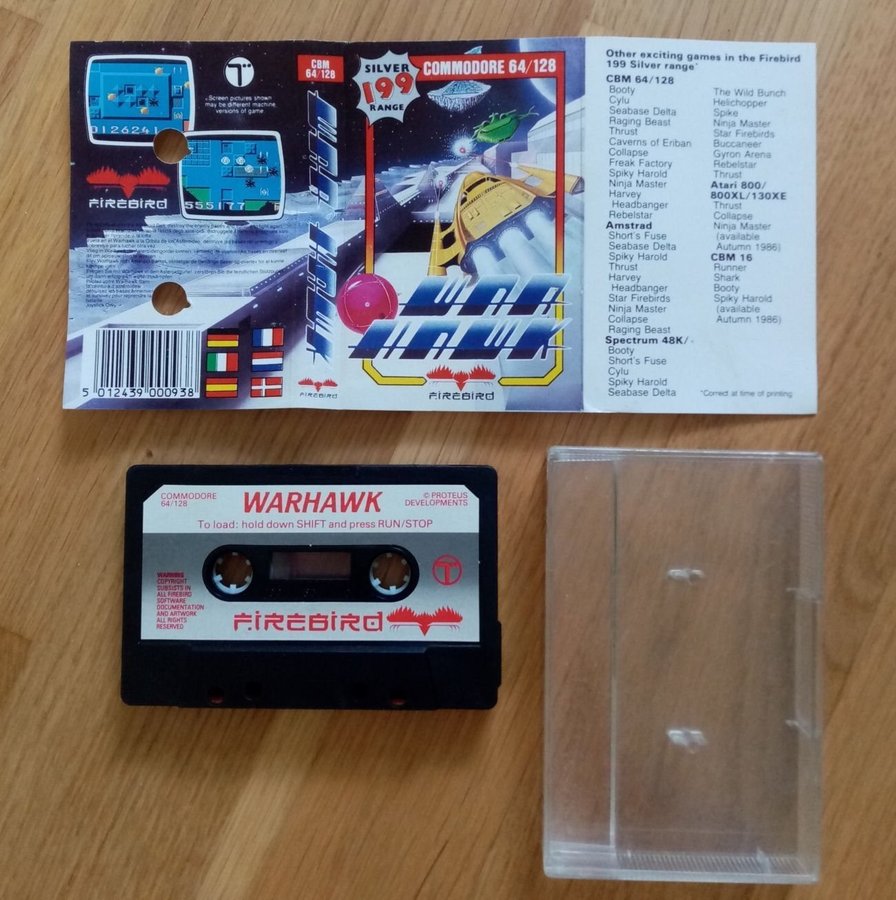 T
Screen pictures shown
may be different machine
versions of game.
0126241
555177
FIREBIRD
5 012439 000938
CBM
64/128
WAR HAWK
FIREBIRD
SILVER
199
RANGE
COMMODORE 64/128
WAR
HAWK
FIREBIRD
Other exciting games in the Firebird
199 Silver range*
CBM 64/128
Booty
Cylu
Seabase Delta
Raging Beast
Thrust
Caverns of Eriban
Collapse
Freak Factory
Spiky Harold
Ninja Master
Harvey
Headbanger
Rebelstar
Amstrad
Short's Fuse
Seabase Delta
Spiky Harold
Thrust
Harvey
Headbanger
Star Firebirds
Ninja Master
Collapse
Raging Beast
Spectrum 48K/
Booty
Short's Fuse
Cylu
Spiky Harold
Seabase Delta
The Wild Bunch
Helichopper
Spike
Ninja Master
Star Firebirds
Buccaneer
Gyron Arena
Rebelstar
Thrust
Atari 800/
800XL/130XE
Thrust
Collapse
Ninja Master
(available
Autumn 1986)
CBM 16
Runner
Shark
Booty
Spiky Harold
(available
Autumn 1986)
*Correct at time of printing
COMMODORE
64/128
WARHAWK
© PROTEUS
DEVELOPMENTS
To load: hold down SHIFT and press RUN/STOP
WARNING
COPYRIGHT
SUBSISTS IN
ALL FIREBIRD
SOFTWARE
DOCUMENTATION
AND ARTWORK
ALL RIGHTS
RESERVED
T
FIREBIRD